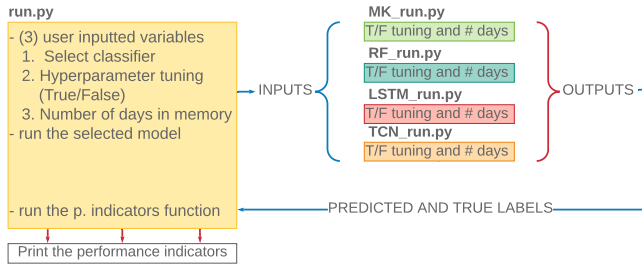 run.py
- (3) user inputted variables
1. Select classifier
2. Hyperparameter tuning
(True/False)
3. Number of days in memory
- run the selected model
- run the p. indicators function
Print the performance indicators
INPUTS
MK_run.py
T/F tuning and # days
RF_run.py
T/F tuning and # days
LSTM_run.py
T/F tuning and # days
TCN_run.py
T/F tuning and # days
OUTPUTS
PREDICTED AND TRUE LABELS